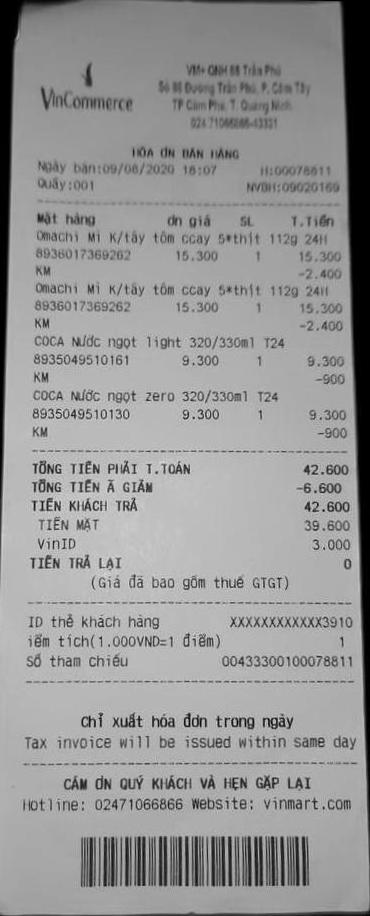 VinCommerce
VM+ QNH 88 Trần Phú
Số 88 Đường Trần Phú, P. Cẩm Tây
TP Cẩm Phả, T. Quảng Ninh
HÓA ĐN BÁN HÀNG
Ngày bán:09/08/2020 18:07 H:00078811
Quầy:001 NVBH:09020169
Mặt hàng ơn giá SL T.Tiền
Omachi Mì K/tây tôm ccay 5*thịt 112g 24H
8936017369262 15.300 1 15.300
KM -2.400
Omachi Mì K/tây tôm ccay 5*thịt 112g 24H
8936017369262 15.300 1 15.300
KM -2.400
COCA Nước ngọt light 320/330ml T24
8935049510161 9.300 1 9.300
KM -900
COCA Nước ngọt zero 320/330ml T24
8935049510130 9.300 1 9.300
KM -900
TỔNG TIỀN PHẢI T.TOÁN 42.600
TỔNG TIỀN Ã GIẢM -6.600
TIỀN KHÁCH TRẢ 42.600
TIỀN MẶT 39.600
VinID 3.000
TIỀN TRẢ LẠI 0
(Giá đã bao gồm thuế GTGT)
ID thẻ khách hàng XXXXXXXXXXXX3910
iểm tích(1.000VND=1 điểm) 1
Số tham chiếu 00433300100078811
Chỉ xuất hóa đơn trong ngày
Tax invoice will be issued within same day
CẢM ƠN QUÝ KHÁCH VÀ HẸN GẶP LẠI
Hotline: 02471066866 Website: vinmart.com